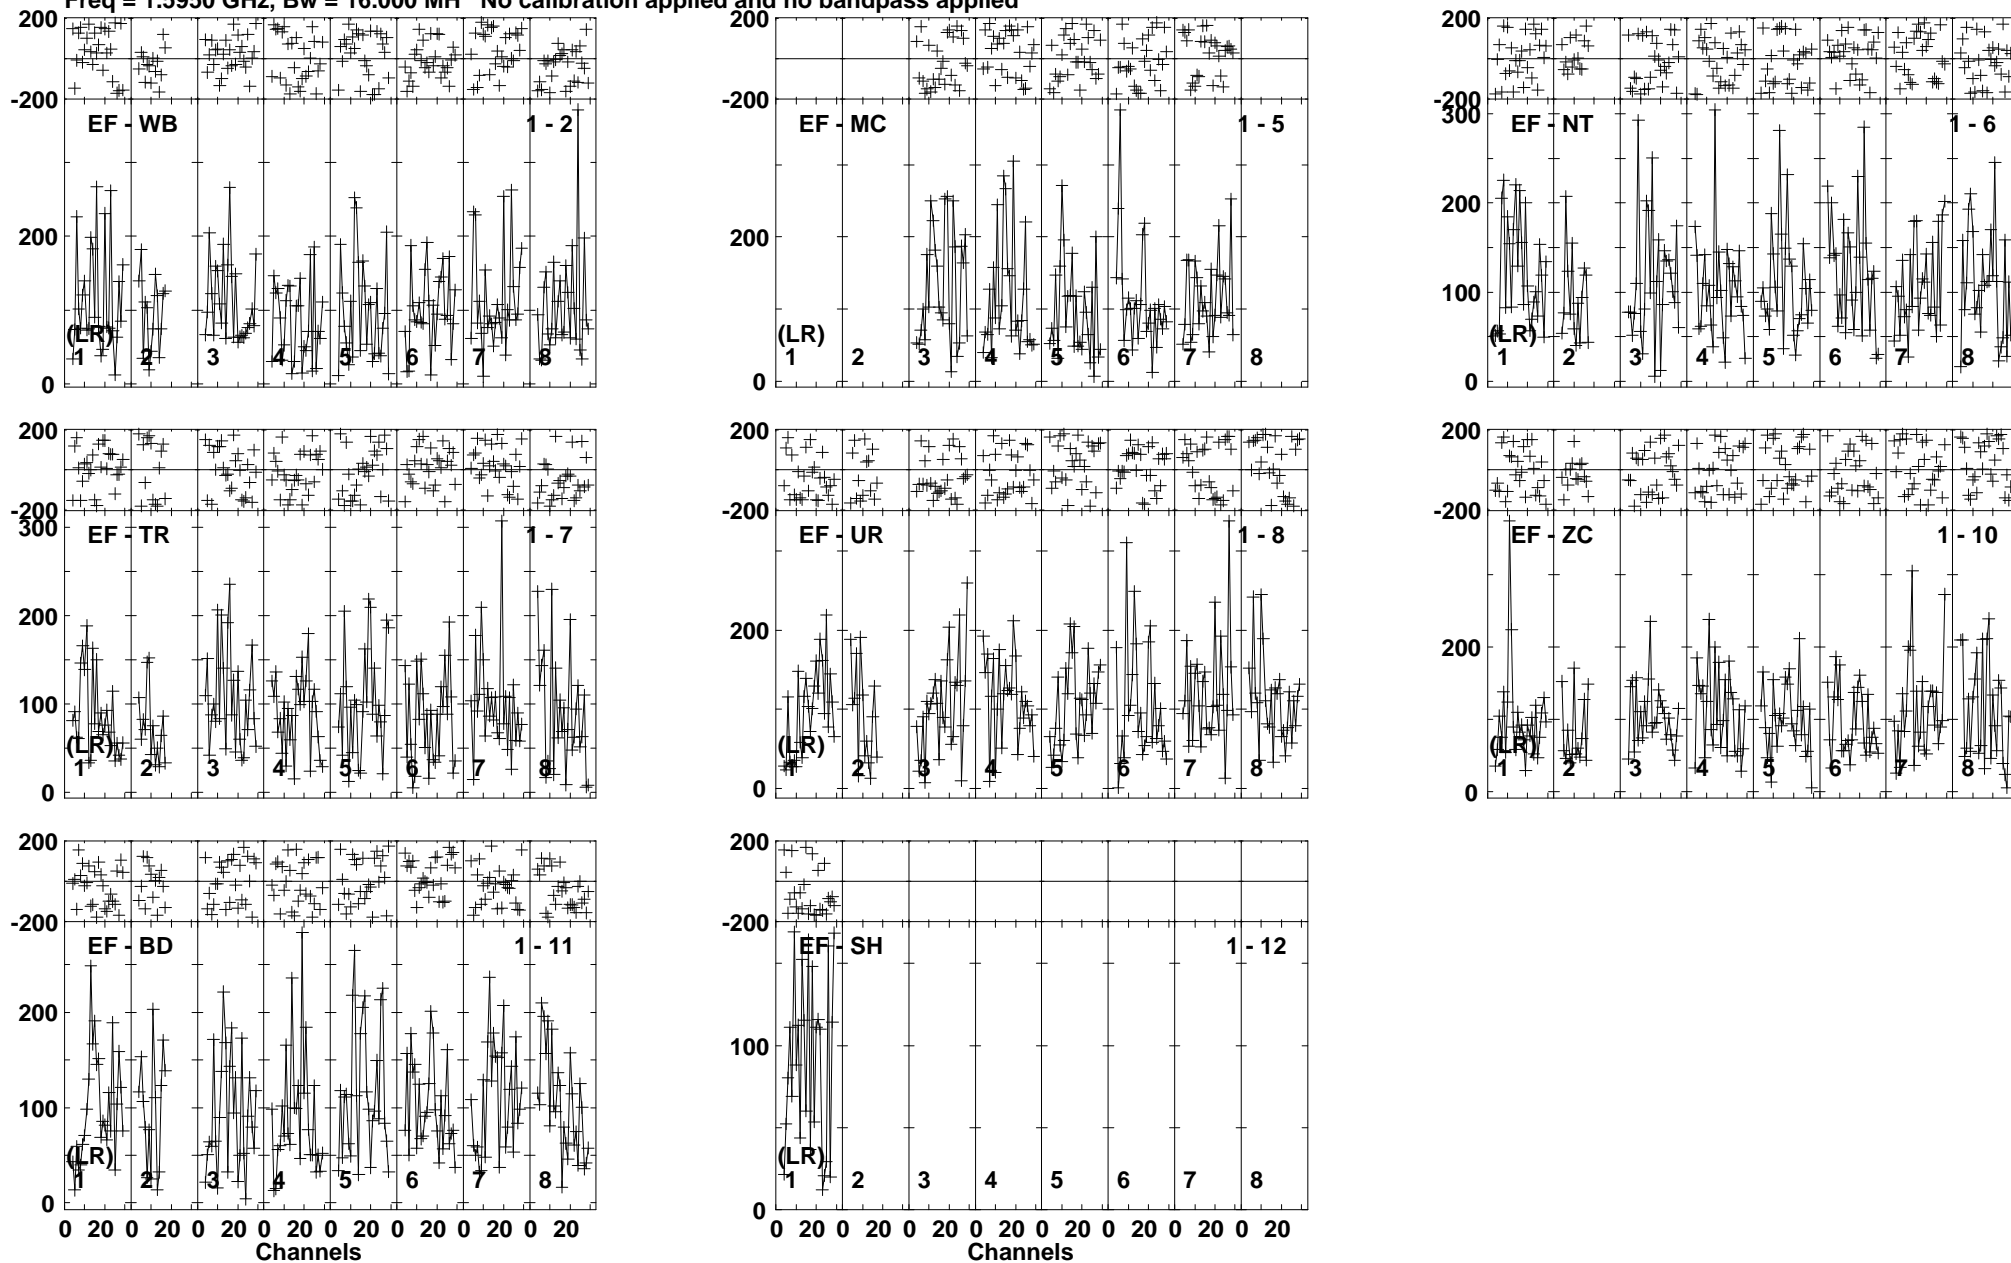 Freq = 1.5950 GHz, Bw = 16.000 MH No calibration applied and no bandpass applied
200
-200
EF - WB 1 - 2
200
(LR)
1 2 3 4 5 6 7 8
0
200
-200
EF - MC 1 - 5
200
(LR)
1 2 3 4 5 6 7 8
0
200
-200
300
EF - NT 1 - 6
200
100
(LR)
1 2 3 4 5 6 7 8
0
200
-200
300
EF - TR 1 - 7
200
100
(LR)
1 2 3 4 5 6 7 8
0
200
-200
EF - UR 1 - 8
200
(LR)
1 2 3 4 5 6 7 8
0
200
-200
EF - ZC 1 - 10
200
(LR)
1 2 3 4 5 6 7 8
0
200
-200
EF - BD 1 - 11
200
100
(LR)
1 2 3 4 5 6 7 8
0
0 20 0 20 0 20 0 20 0 20 0 20 0 20 0 20
Channels
200
-200
EF - SH 1 - 12
100
(LR)
1 2 3 4 5 6 7 8
0
0 20 0 20 0 20 0 20 0 20 0 20 0 20 0 20
Channels